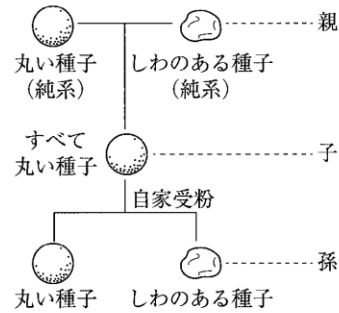 親
丸い種子 しわのある種子
(純系) (純系)
すべて
丸い種子
子
自家受粉
孫
丸い種子 しわのある種子